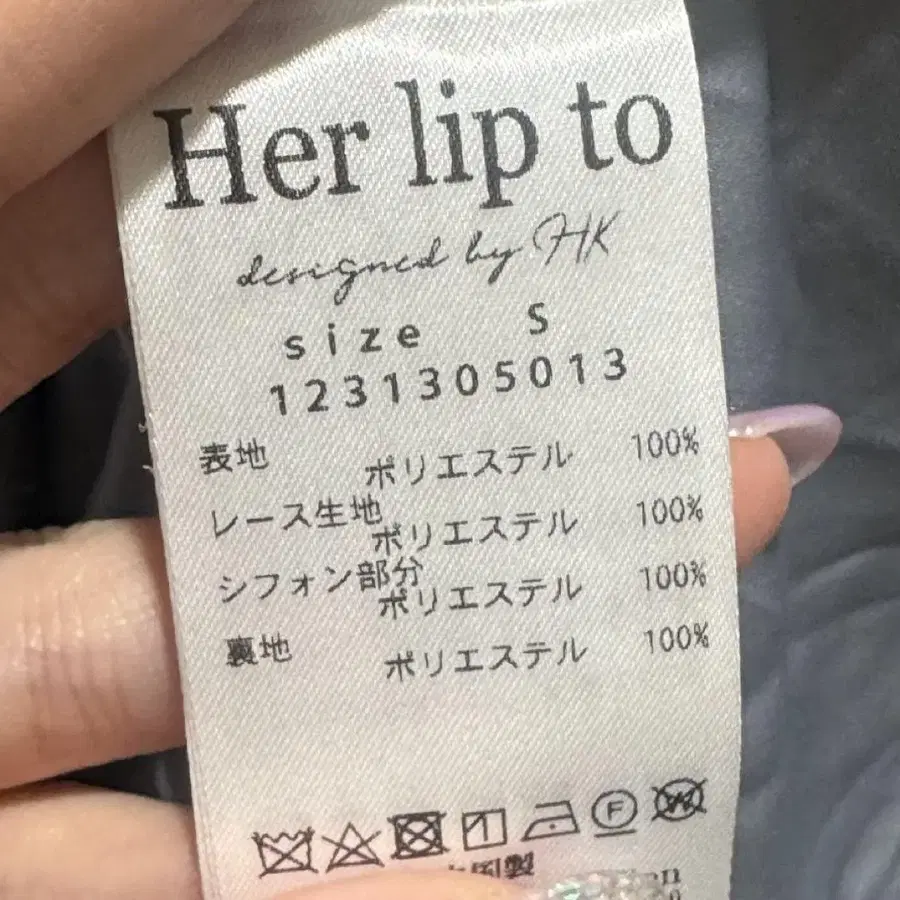 Her lip to
designed by HK
size S
1231305013
表地 ポリエステル 100%
レース生地 ポリエステル 100%
シフォン部分 ポリエステル 100%
裏地 ポリエステル 100%
F W
国製